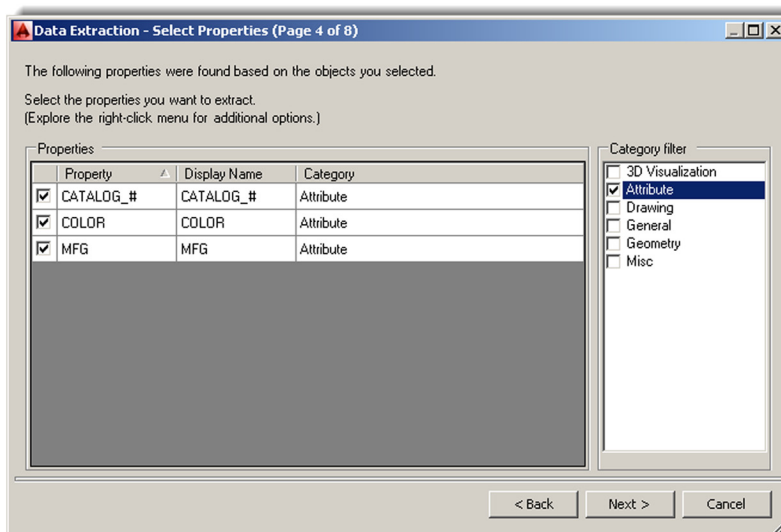 Data Extraction - Select Properties (Page 4 of 8)
The following properties were found based on the objects you selected.
Select the properties you want to extract.
(Explore the right-click menu for additional options.)
Properties
Property Display Name Category
CATALOG_# CATALOG_# Attribute
COLOR COLOR Attribute
MFG MFG Attribute
Category filter
3D Visualization
Attribute
Drawing
General
Geometry
Misc
< Back Next > Cancel